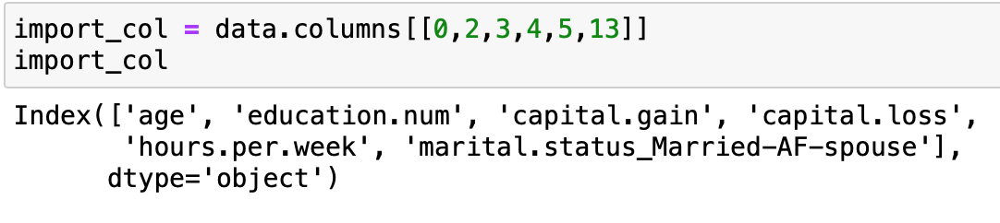 import_col = data.columns[[0,2,3,4,5,13]]
import_col
Index(['age', 'education.num', 'capital.gain', 'capital.loss',
       'hours.per.week', 'marital.status_Married-AF-spouse'],
      dtype='object')